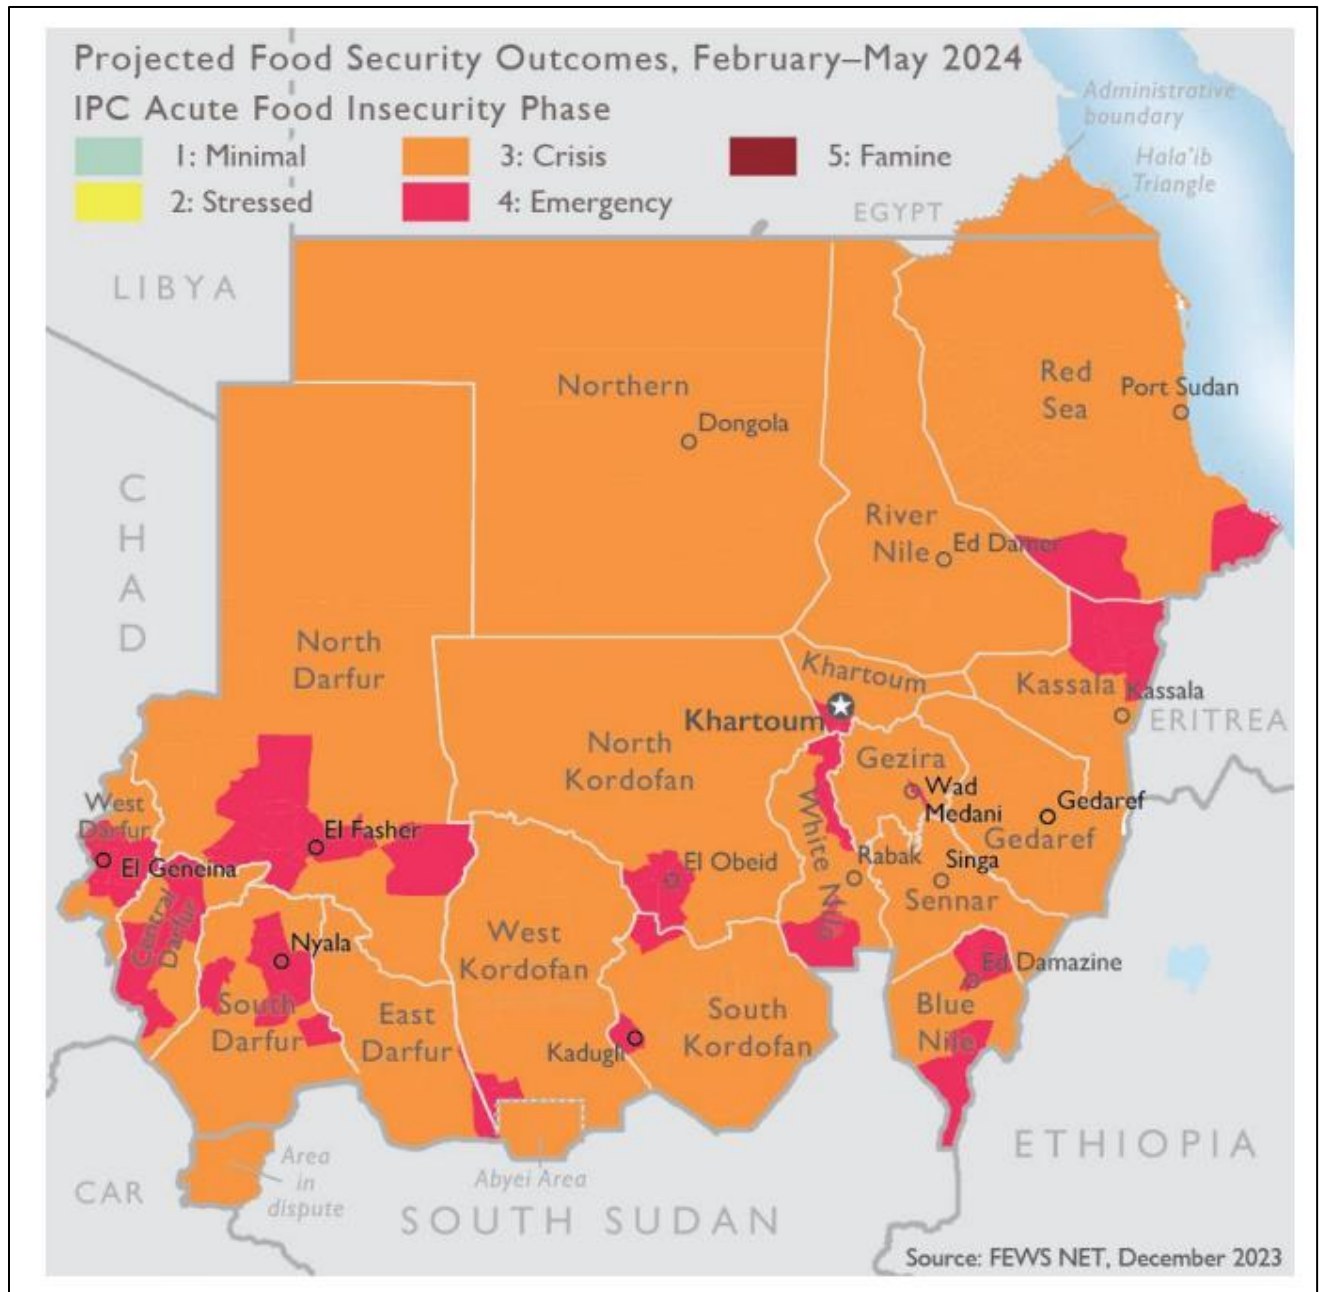 Projected Food Security Outcomes, February–May 2024
IPC Acute Food Insecurity Phase
1: Minimal
3: Crisis
5: Famine
2: Stressed
4: Emergency
Administrative
boundary
Hala'ib
Triangle
EGYPT
LIBYA
Northern
Dongola
Red
Sea
Port Sudan
CHAD
River
Nile
Ed Damer
North
Darfur
Khartoum
Khartoum
Kassala
Kassala
ERITREA
North
Kordofan
Gezira
Wad
Medani
Gedaref
Gedaref
West
Darfur
El Fasher
El Geneina
White Nile
El Obeid
Rabak
Singa
Sennar
Central
Darfur
Nyala
West
Kordofan
Ed Damazine
South
Darfur
East
Darfur
Kadugli
South
Kordofan
Blue
Nile
Area
in
dispute
Abyei Area
ETHIOPIA
CAR
SOUTH SUDAN
Source: FEWS NET, December 2023